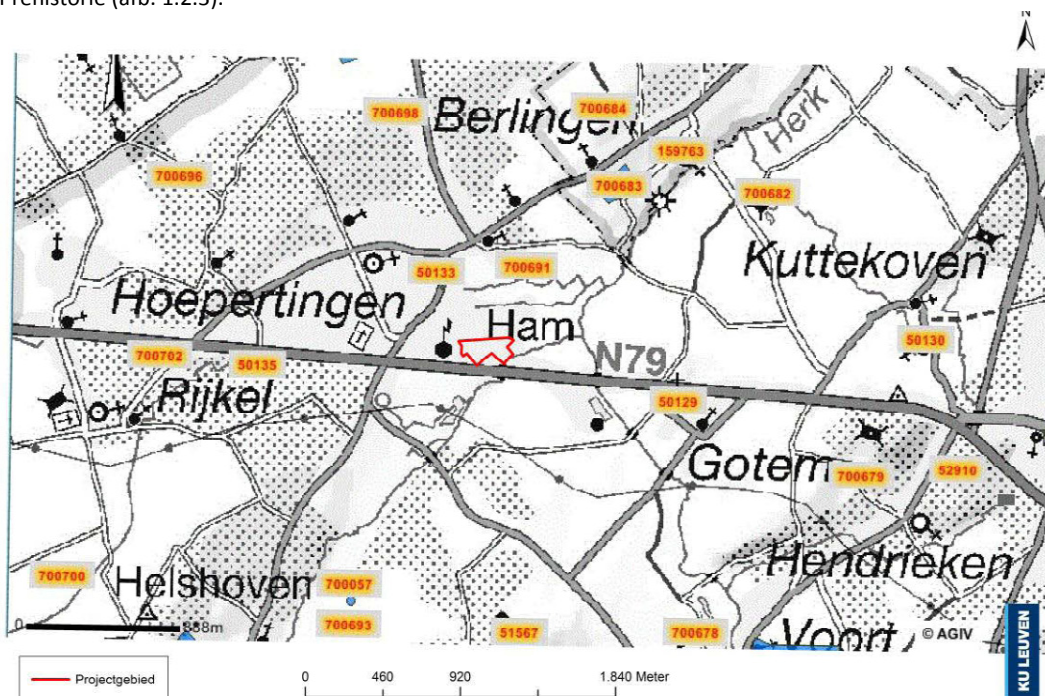 Prehistorie (afb. 1.2.3).
N
700698
Berlingen
700684
159763
Herk
700696
700683
700682
50133
700691
Kuttekoven
Hoepertingen
Ham
700702
50135
N79
50130
Rijkel
50129
Gotem
700679
52910
Hendrieken
700700
Helshoven
700057
0
888m
700693
51567
700678
Voort
© AGIV
KU LEUVEN
Projectgebied
0 460 920 1.840 Meter